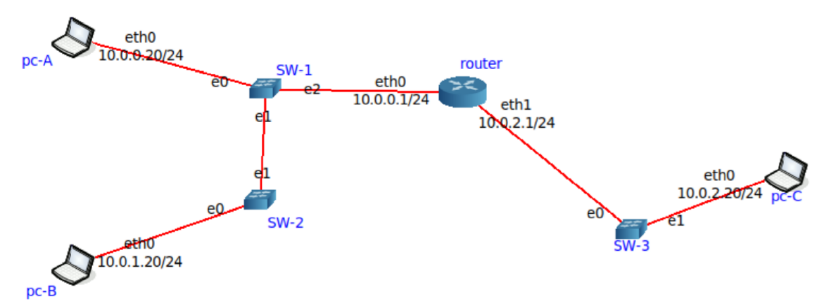 eth0
10.0.0.20/24
pc-A
e0
SW-1
e2
e1
eth0
10.0.0.1/24
router
eth1
10.0.2.1/24
e1
e0
SW-2
eth0
10.0.1.20/24
pc-B
eth0
10.0.2.20/24
pc-C
e0
e1
SW-3